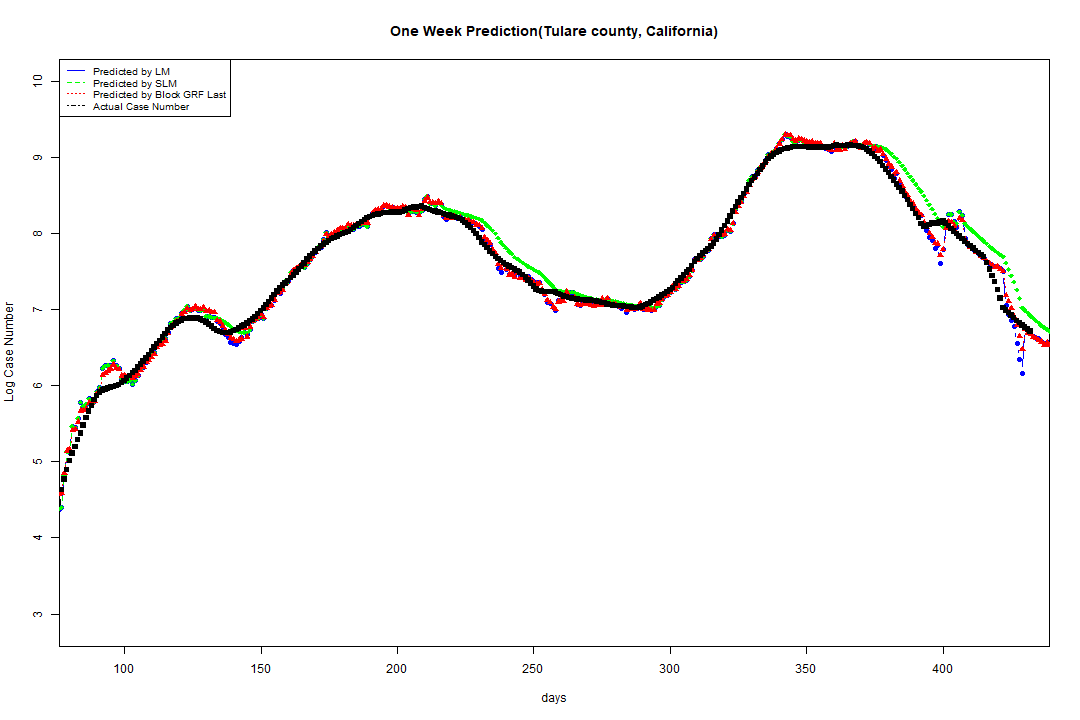 One Week Prediction(Tulare county, California)
Predicted by LM
Predicted by SLM
Predicted by Block GRF Last
Actual Case Number
10
9
8
7
6
5
4
3
Log Case Number
100 150 200 250 300 350 400
days